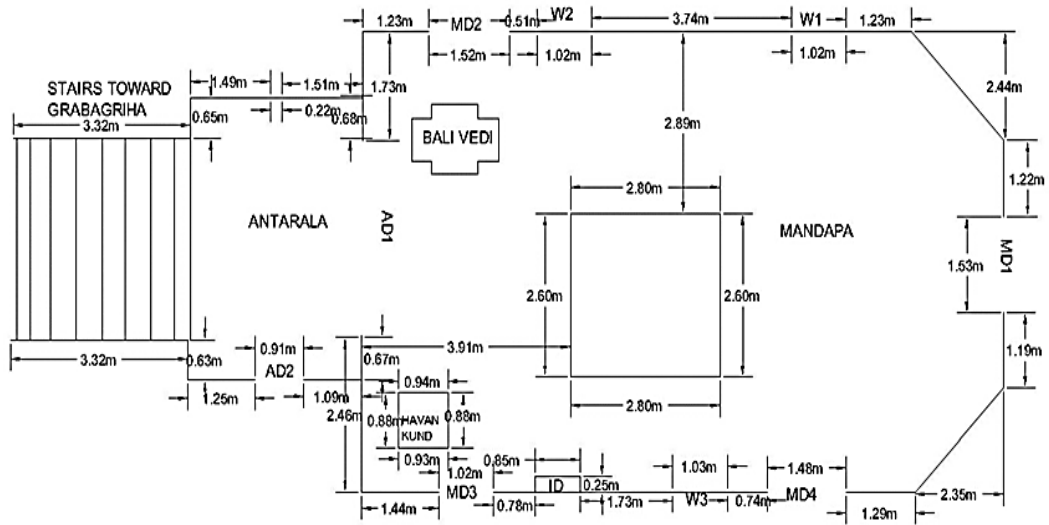 1.23m MD2 0.51m W2 3.74m W1 1.23m
1.52m 1.02m 1.02m
STAIRS TOWARD
GRABAGRIHA
1.49m 1.51m 1.73m 2.44m
3.32m 0.65m 0.22m 0.68m
BALI VEDI
2.89m
1.22m
2.80m
ANTARALA AD1 MANDAPA MD1
1.53m
2.60m 2.60m
3.32m 0.63m 0.91m 0.67m 3.91m 1.19m
AD2 0.94m
1.25m 1.09m 2.46m 2.80m
0.88m HAVAN 0.88m
KUND
0.93m 0.85m
1.02m 1.03m 1.48m
MD3 ID 0.25m W3 MD4 2.35m
1.44m 0.78m 1.73m 0.74m 1.29m